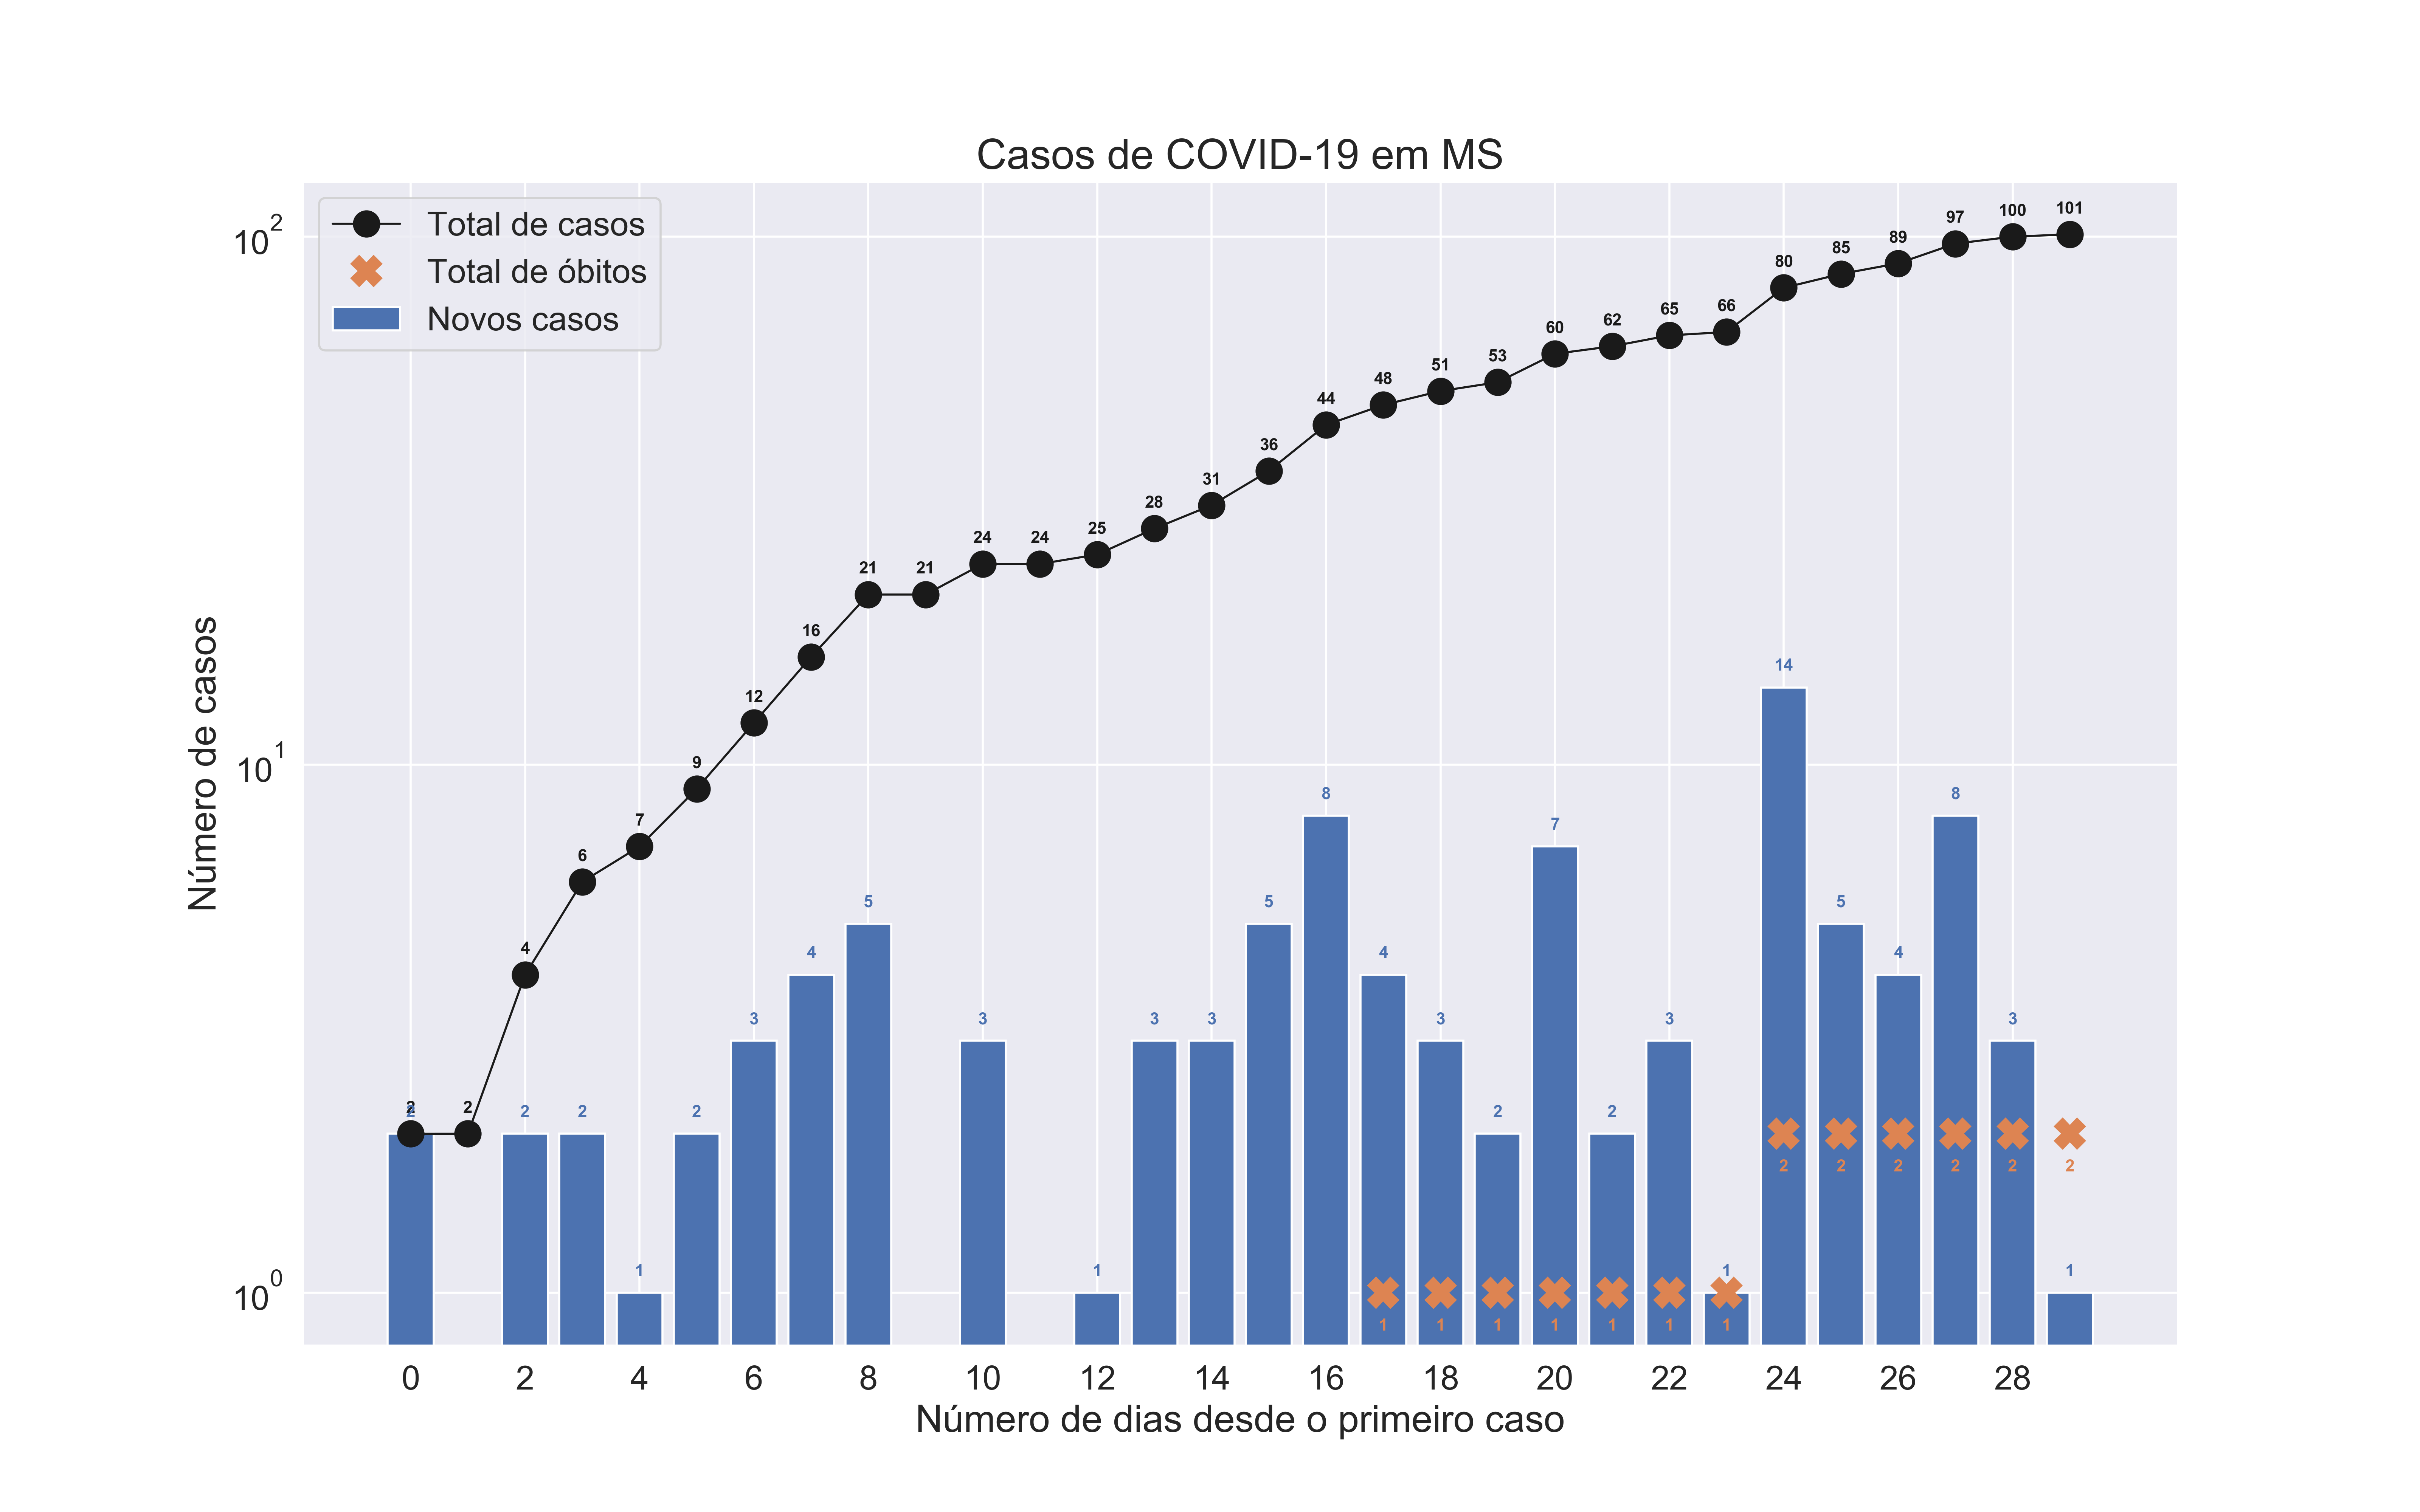 Casos de COVID-19 em MS
Total de casos
Total de óbitos
Novos casos
Número de casos
10²
10¹
10⁰
2 2 4 6 7 9 12 16 21 21 24 24 25 28 31 36 44 48 51 53 60 62 65 66 80 85 89 97 100 101
2 2 2 1 2 3 4 5 3 1 3 3 5 8 4 3 2 7 2 3 1 14 5 4 8 3 1
1 1 1 1 1 1 1 2 2 2 2 2 2
0 2 4 6 8 10 12 14 16 18 20 22 24 26 28
Número de dias desde o primeiro caso